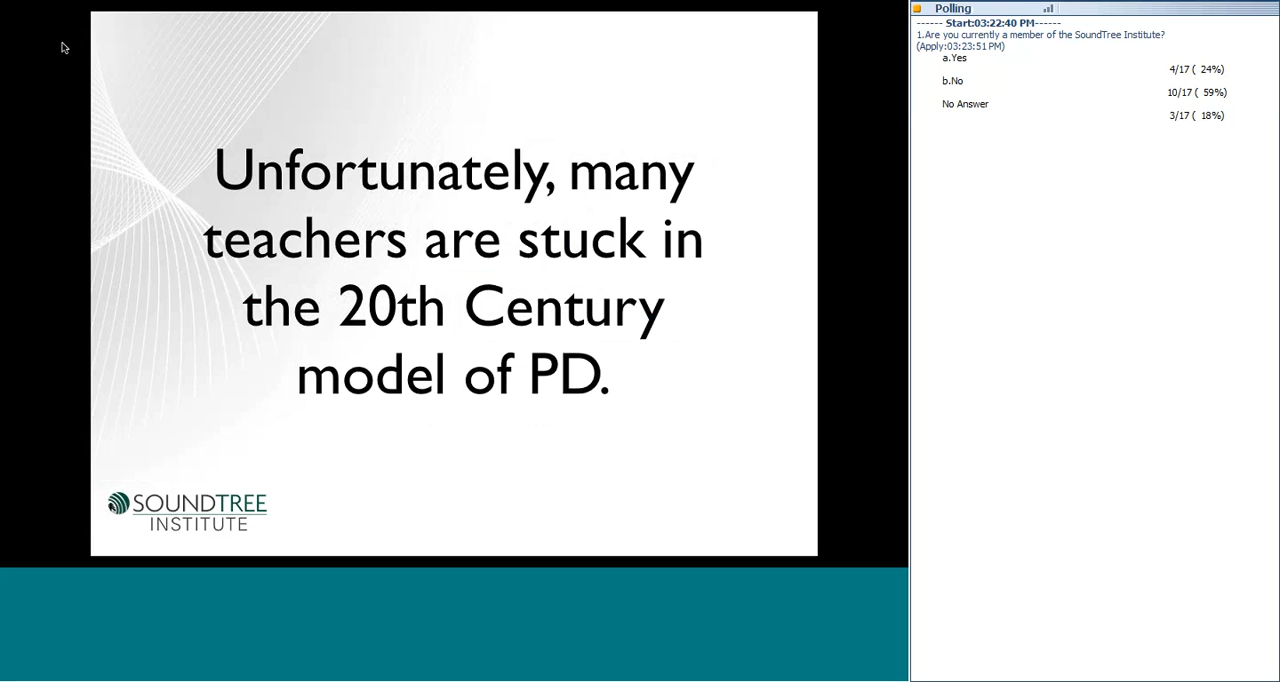 Unfortunately, many
teachers are stuck in
the 20th Century
model of PD.
SOUNDTREE
INSTITUTE
Polling
------ Start:03:22:40 PM------
1.Are you currently a member of the SoundTree Institute?
(Apply:03:23:51 PM)
a.Yes
4/17 ( 24%)
b.No
10/17 ( 59%)
No Answer
3/17 ( 18%)